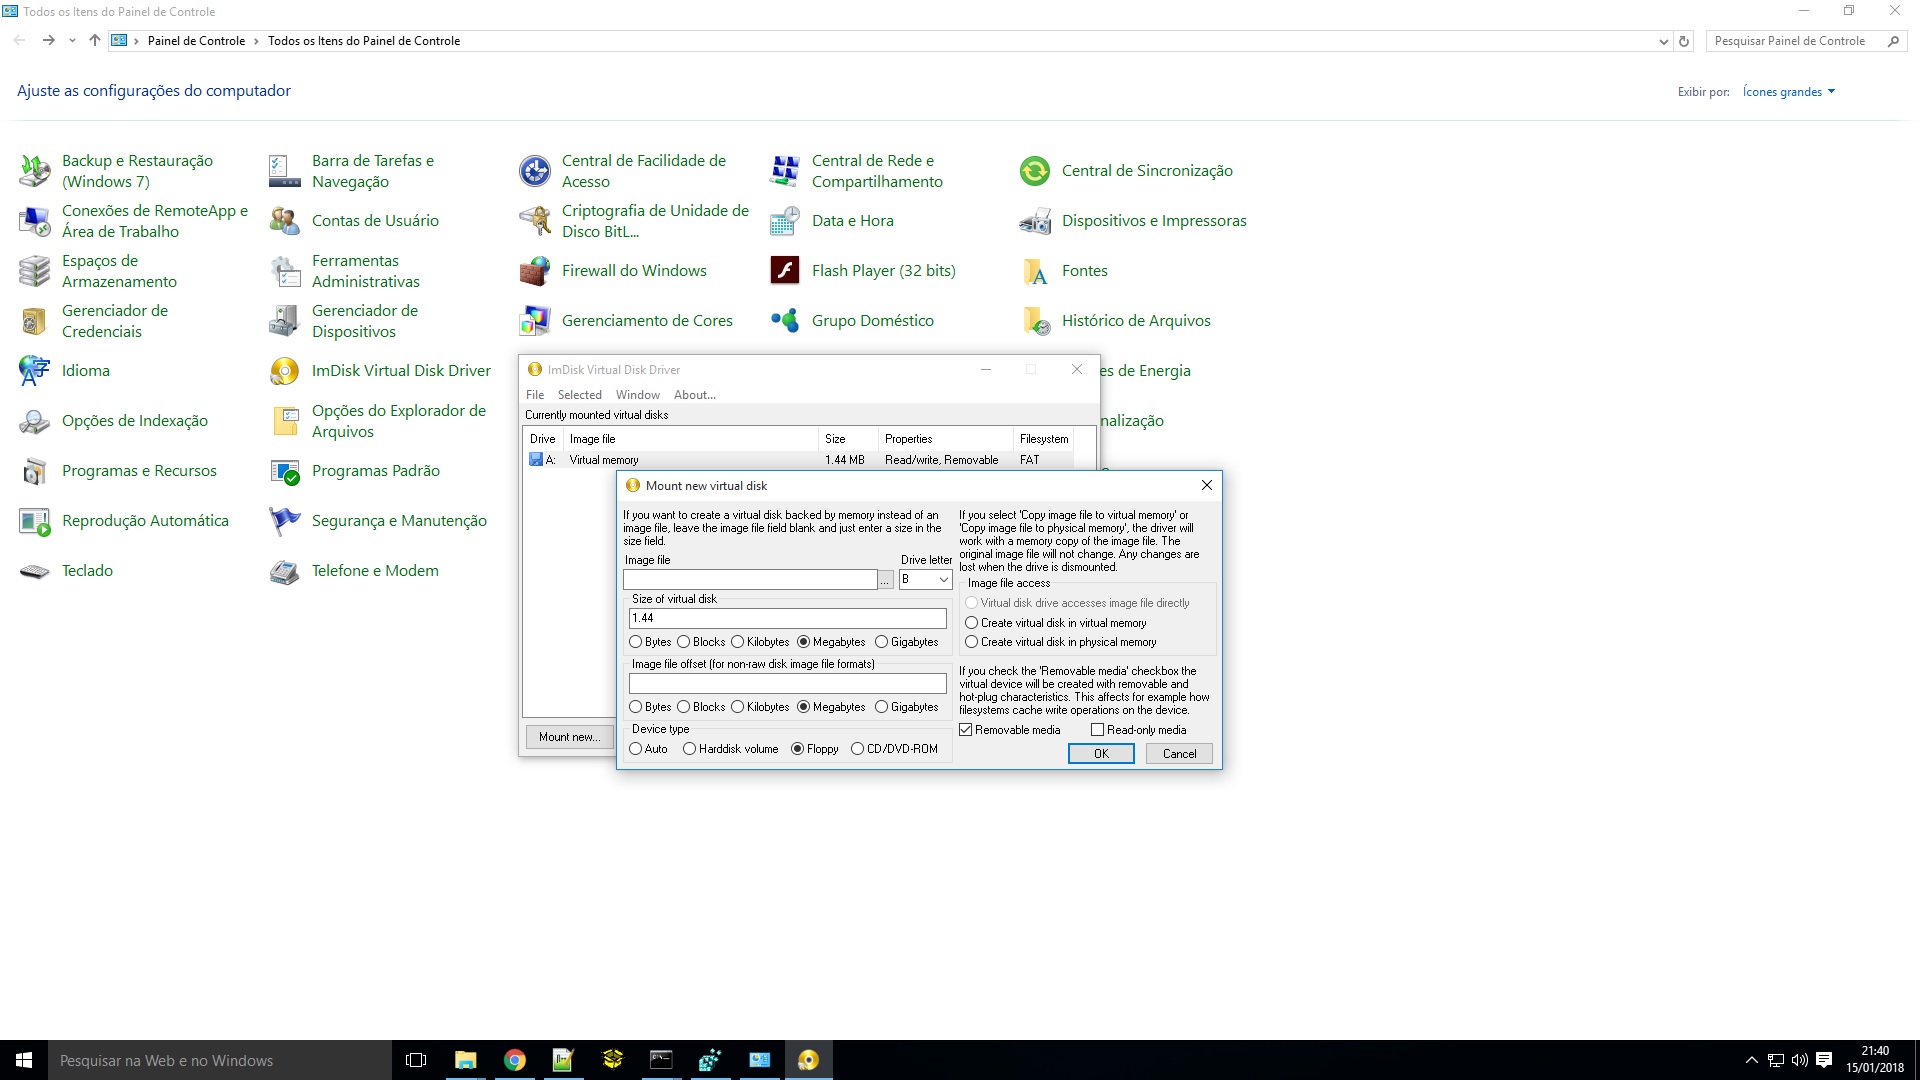 Todos os Itens do Painel de Controle
Painel de Controle > Todos os Itens do Painel de Controle
Pesquisar Painel de Controle
Ajuste as configurações do computador
Exibir por: Ícones grandes
Backup e Restauração
(Windows 7)
Barra de Tarefas e
Navegação
Central de Facilidade de
Acesso
Central de Rede e
Compartilhamento
Central de Sincronização
Conexões de RemoteApp e
Área de Trabalho
Contas de Usuário
Criptografia de Unidade de
Disco BitL...
Data e Hora
Dispositivos e Impressoras
Espaços de
Armazenamento
Ferramentas
Administrativas
Firewall do Windows
Flash Player (32 bits)
Fontes
Gerenciador de
Credenciais
Gerenciador de
Dispositivos
Gerenciamento de Cores
Grupo Doméstico
Histórico de Arquivos
Idioma
ImDisk Virtual Disk Driver
es de Energia
Opções de Indexação
Opções do Explorador de
Arquivos
nalização
Programas e Recursos
Programas Padrão
Reprodução Automática
Segurança e Manutenção
Teclado
Telefone e Modem
ImDisk Virtual Disk Driver
File Selected Window About...
Currently mounted virtual disks
Drive Image file Size Properties Filesystem
A: Virtual memory 1.44 MB Read/write, Removable FAT
Mount new...
Mount new virtual disk
If you want to create a virtual disk backed by memory instead of an
image file, leave the image file field blank and just enter a size in the
size field.
Image file
Drive letter
...
B
Size of virtual disk
1.44
Bytes Blocks Kilobytes Megabytes Gigabytes
Image file offset (for non-raw disk image file formats)
Bytes Blocks Kilobytes Megabytes Gigabytes
Device type
Auto Harddisk volume Floppy CD/DVD-ROM
If you select 'Copy image file to virtual memory' or
'Copy image file to physical memory', the driver will
work with a memory copy of the image file. The
original image file will not change. Any changes are
lost when the drive is dismounted.
Image file access
Virtual disk drive accesses image file directly
Create virtual disk in virtual memory
Create virtual disk in physical memory
If you check the 'Removable media' checkbox the
virtual device will be created with removable and
hot-plug characteristics. This affects for example how
filesystems cache write operations on the device.
Removable media Read-only media
OK Cancel
Pesquisar na Web e no Windows
21:40
15/01/2018